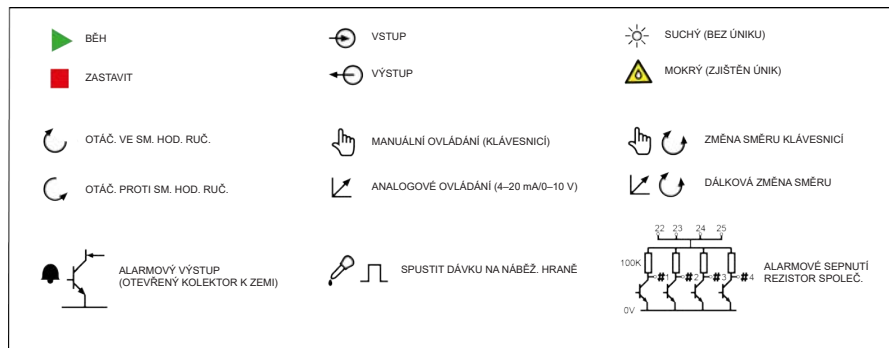 BĚH
VSTUP
SUCHÝ (BEZ ÚNIKU)
ZASTAVIT
VÝSTUP
MOKRÝ (ZJIŠTĚN ÚNIK)
OTÁČ. VE SM. HOD. RUČ.
MANUÁLNÍ OVLÁDÁNÍ (KLÁVESNICÍ)
ZMĚNA SMĚRU KLÁVESNICÍ
OTÁČ. PROTI SM. HOD. RUČ.
ANALOGOVÉ OVLÁDÁNÍ (4–20 mA/0–10 V)
DÁLKOVÁ ZMĚNA SMĚRU
ALARMOVÝ VÝSTUP
(OTEVŘENÝ KOLEKTOR K ZEMI)
SPUSTIT DÁVKU NA NÁBĚŽ. HRANĚ
22 23 24 25
100K
#1 #2 #3 #4
0V
ALARMOVÉ SEPNUTÍ
REZISTOR SPOLEČ.